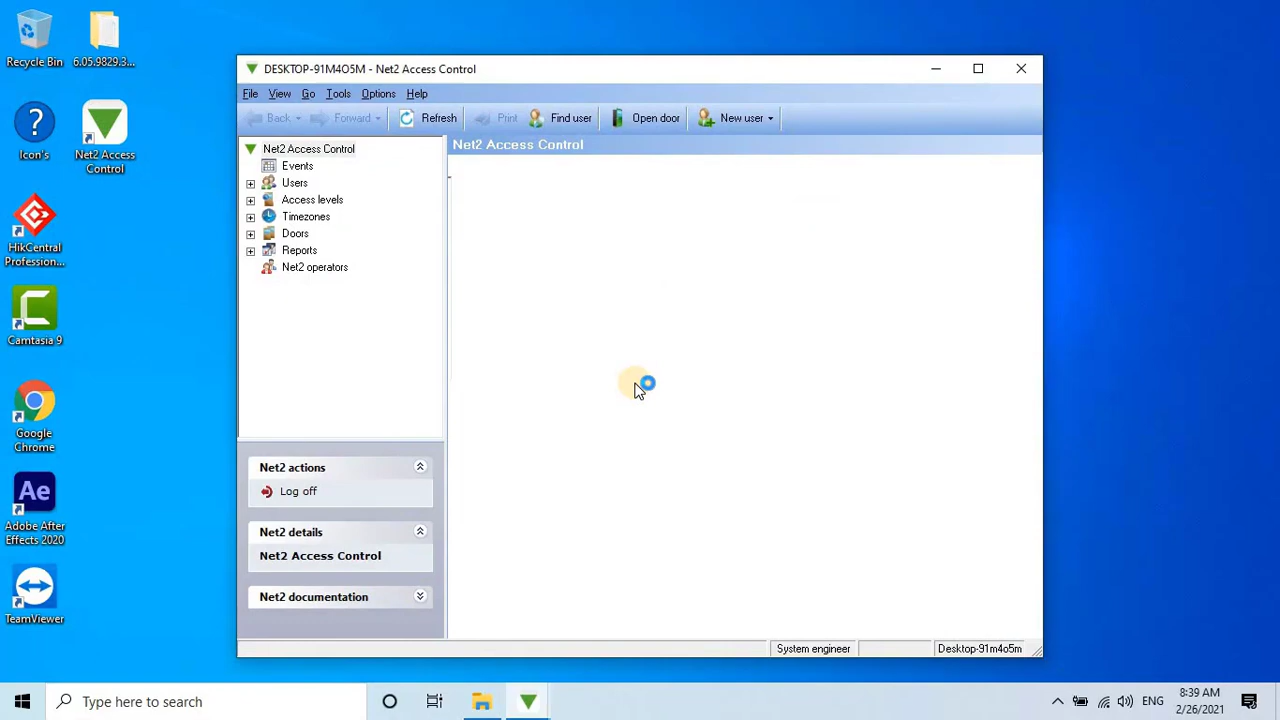 Recycle Bin
6.05.9829.3...
Icon's
Net2 Access
Control
HikCentral
Profession...
Camtasia 9
Google
Chrome
Ae
Adobe After
Effects 2020
TeamViewer
DESKTOP-91M4O5M - Net2 Access Control
File View Go Tools Options Help
Back Forward Refresh Print Find user Open door New user
Net2 Access Control
Events
Users
Access levels
Timezones
Doors
Reports
Net2 operators
Net2 Access Control
Net2 actions
Log off
Net2 details
Net2 Access Control
Net2 documentation
System engineer
Desktop-91m4o5m
Type here to search
ENG
8:39 AM
2/26/2021